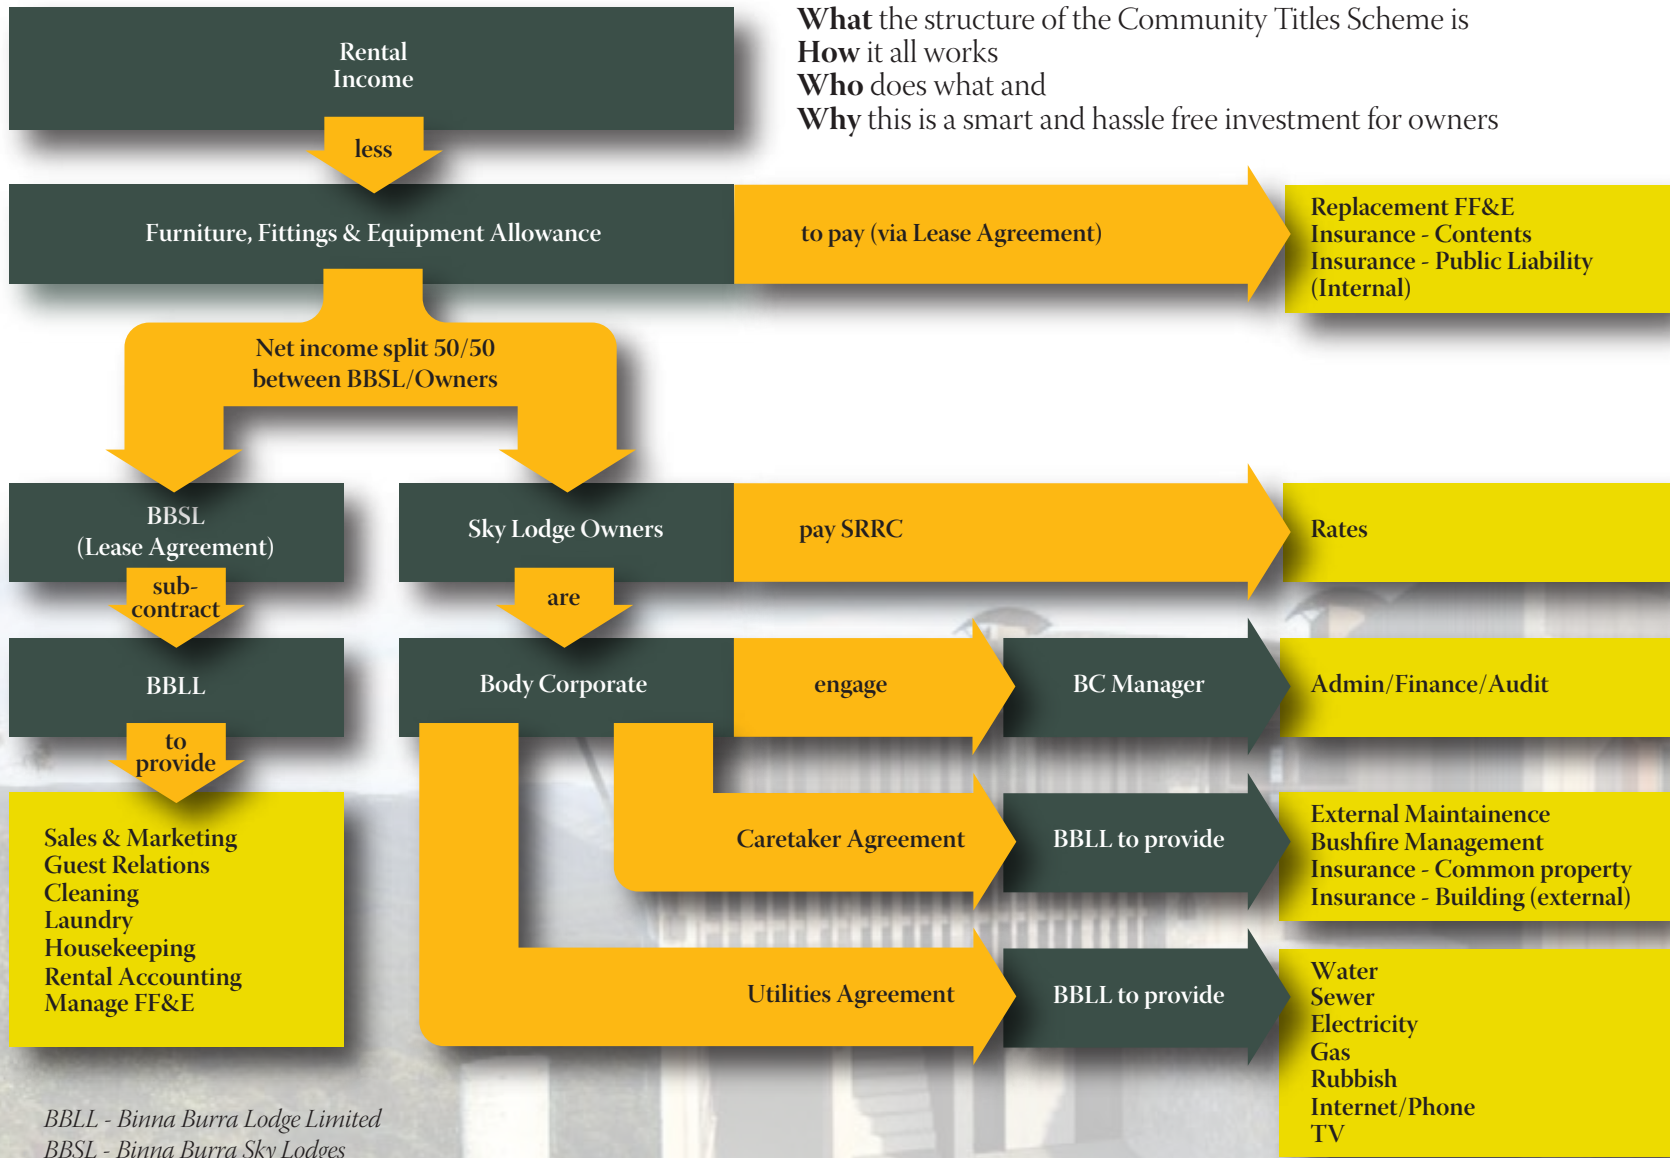 What the structure of the Community Titles Scheme is
How it all works
Who does what and
Why this is a smart and hassle free investment for owners
Rental
Income
less
Furniture, Fittings & Equipment Allowance
to pay (via Lease Agreement)
Replacement FF&E
Insurance - Contents
Insurance - Public Liability
(Internal)
Net income split 50/50
between BBSL/Owners
BBSL
(Lease Agreement)
Sky Lodge Owners
pay SRRC
Rates
sub-
contract
are
BBLL
Body Corporate
engage
BC Manager
Admin/Finance/Audit
to
provide
Sales & Marketing
Guest Relations
Cleaning
Laundry
Housekeeping
Rental Accounting
Manage FF&E
Caretaker Agreement
BBLL to provide
External Maintainence
Bushfire Management
Insurance - Common property
Insurance - Building (external)
Utilities Agreement
BBLL to provide
Water
Sewer
Electricity
Gas
Rubbish
Internet/Phone
TV
BBLL - Binna Burra Lodge Limited
BBSL - Binna Burra Sky Lodges